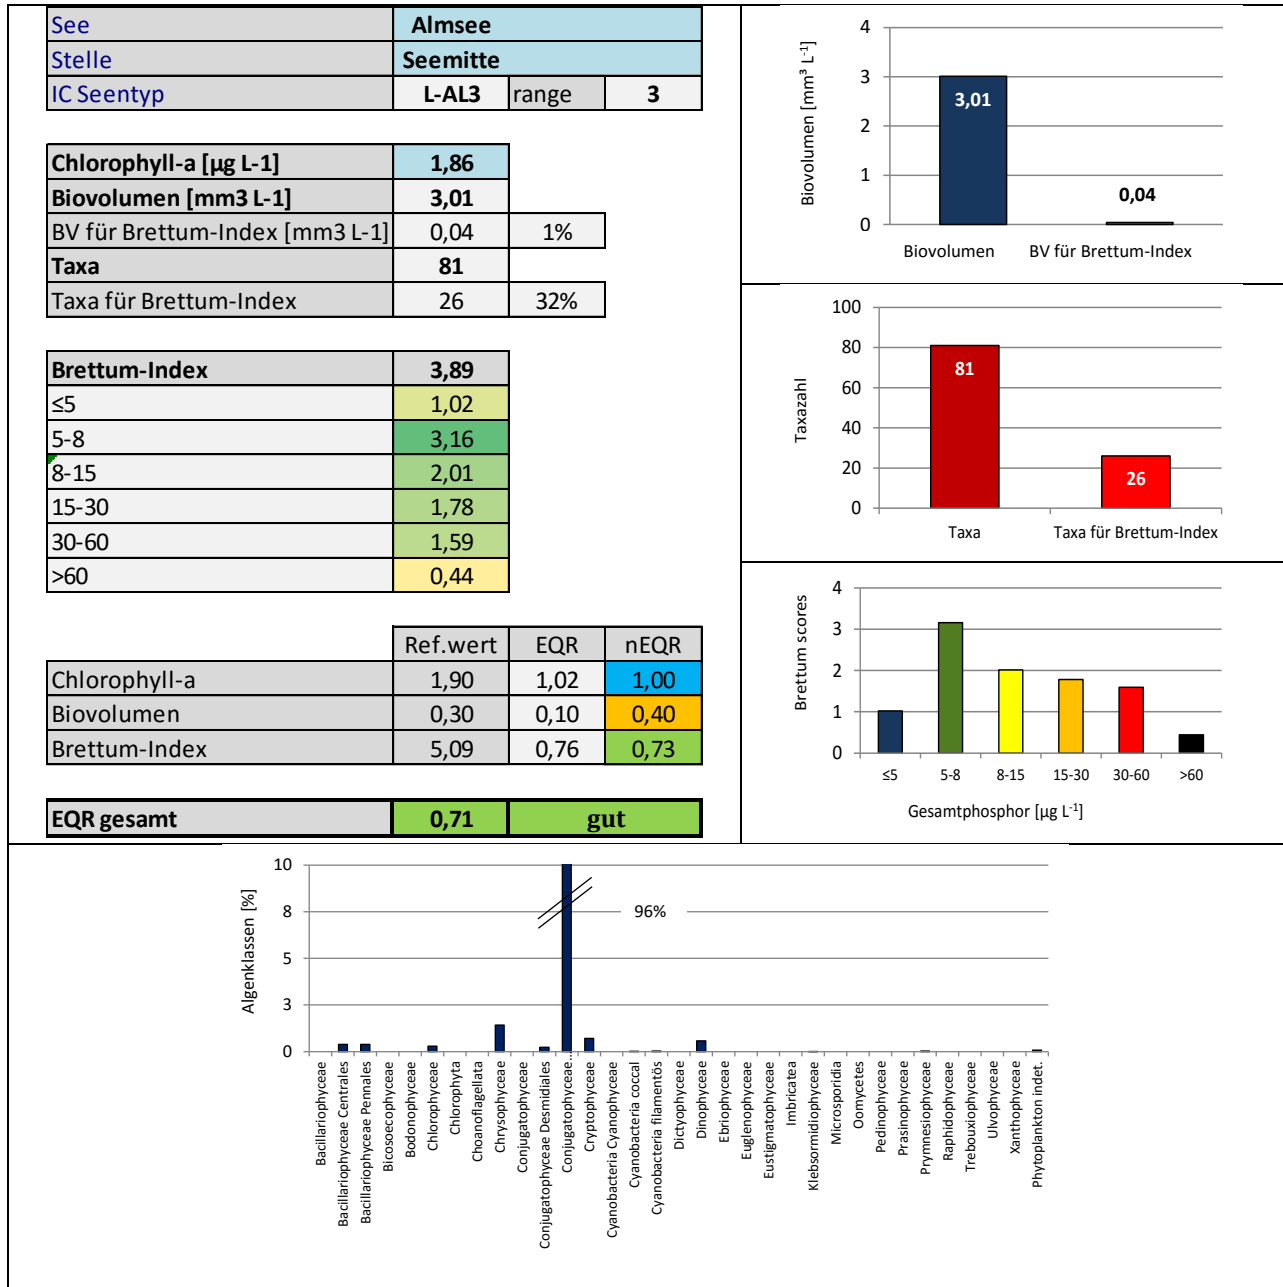 See Almsee
Stelle Seemitte
IC Seentyp L-AL3 range 3
Chlorophyll-a [µg L-1] 1,86
Biovolumen [mm3 L-1] 3,01
BV für Brettum-Index [mm3 L-1] 0,04 1%
Taxa 81
Taxa für Brettum-Index 26 32%
Brettum-Index 3,89
≤5 1,02
5-8 3,16
8-15 2,01
15-30 1,78
30-60 1,59
>60 0,44
Ref.wert EQR nEQR
Chlorophyll-a 1,90 1,02 1,00
Biovolumen 0,30 0,10 0,40
Brettum-Index 5,09 0,76 0,73
EQR gesamt 0,71 gut
Biovolumen [mm³ L-1]
4
3
2
1
0
3,01
0,04
Biovolumen BV für Brettum-Index
Taxazahl
100
80
60
40
20
0
81
26
Taxa Taxa für Brettum-Index
Brettum scores
4
3
2
1
0
≤5 5-8 8-15 15-30 30-60 >60
Gesamtphosphor [µg L-1]
Algenklassen [%]
10
8
5
3
0
96%
Bacillariophyceae
Bacillariophyceae Centrales
Bacillariophyceae Pennales
Bicosoecophyceae
Bodonophyceae
Chlorophyceae
Chlorophyta
Choanoflagellata
Chrysophyceae
Conjugatophyceae
Conjugatophyceae Desmidiales
Conjugatophyceae...
Cryptophyceae
Cyanobacteria Cyanophyceae
Cyanobacteria coccal
Cyanobacteria filamentös
Dictyophyceae
Dinophyceae
Ebriophyceae
Euglenophyceae
Eustigmatophyceae
Imbricatea
Klebsormidiophyceae
Microsporidia
Oomycetes
Pedinophyceae
Prasinophyceae
Prymnesiophyceae
Raphidophyceae
Trebouxiophyceae
Ulvophyceae
Xanthophyceae
Phytoplankton indet.